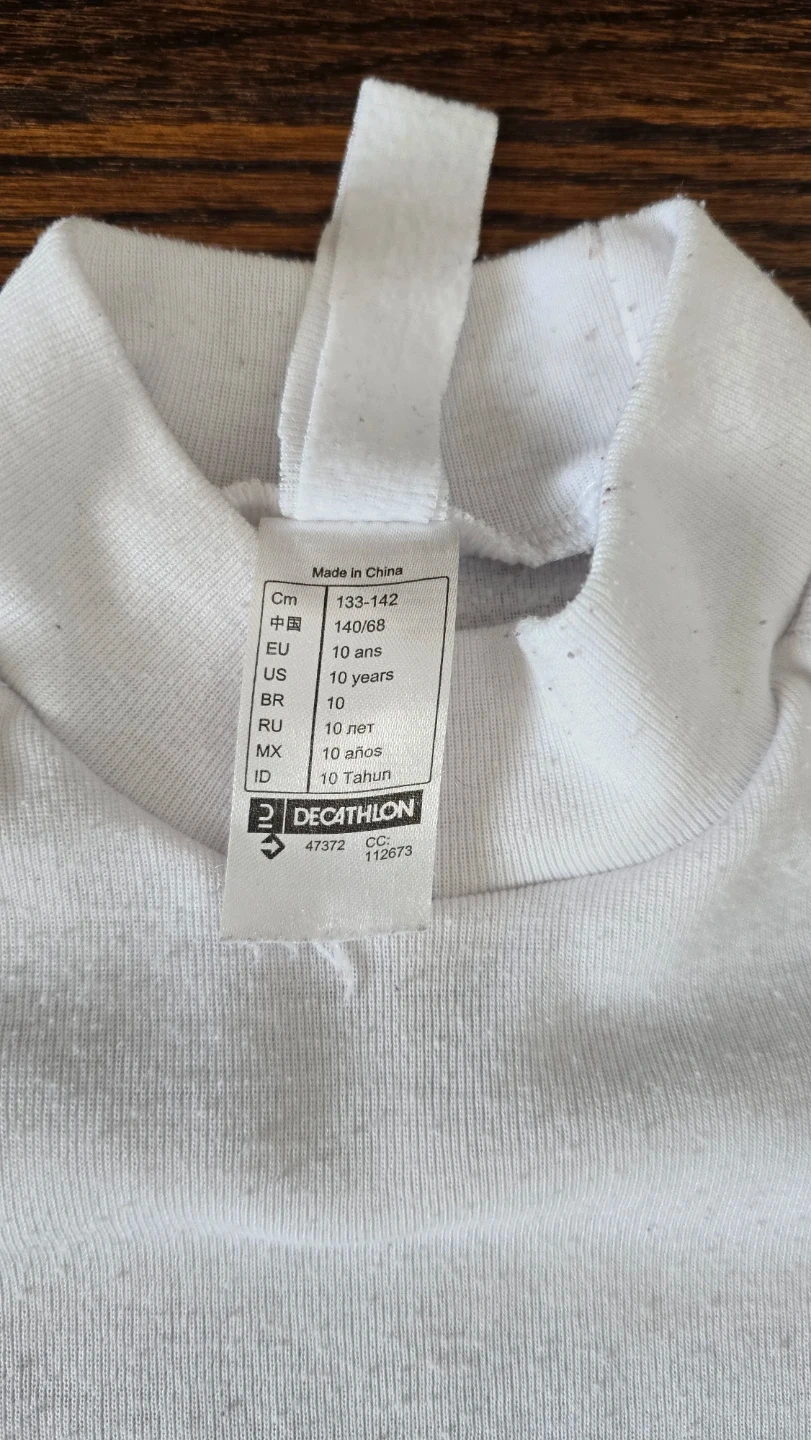 Made in China
Cm 133-142
中国 140/68
EU 10 ans
US 10 years
BR 10
RU 10 лет
MX 10 años
ID 10 Tahun
DECATHLON
47372 CC:
112673